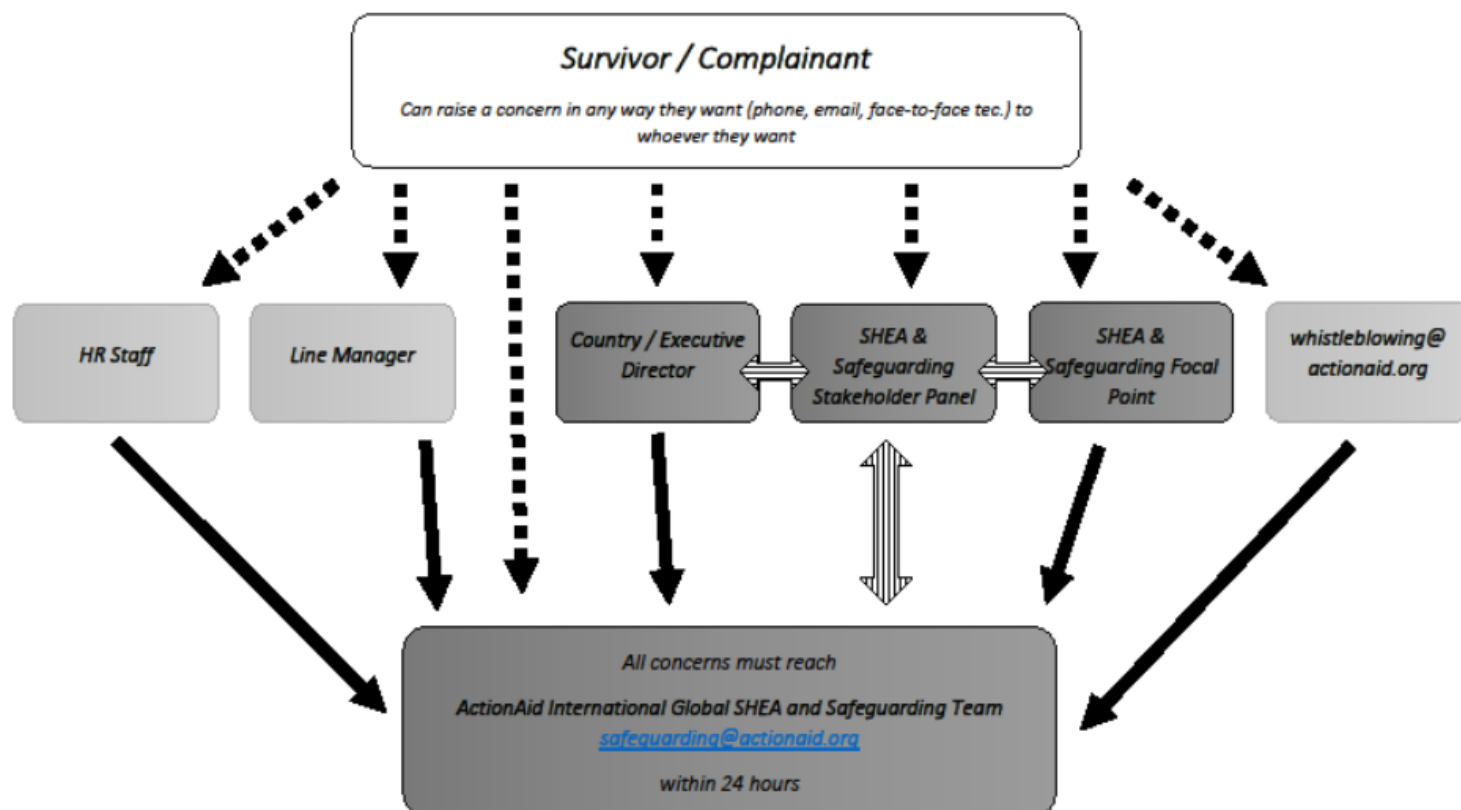 Survivor / Complainant
Can raise a concern in any way they want (phone, email, face-to-face tec.) to
whoever they want
HR Staff
Line Manager
Country / Executive
Director
SHEA &
Safeguarding
Stakeholder Panel
SHEA &
Safeguarding Focal
Point
whistleblowing@
actionaid.org
All concerns must reach
ActionAid International Global SHEA and Safeguarding Team
safeguarding@actionaid.org
within 24 hours